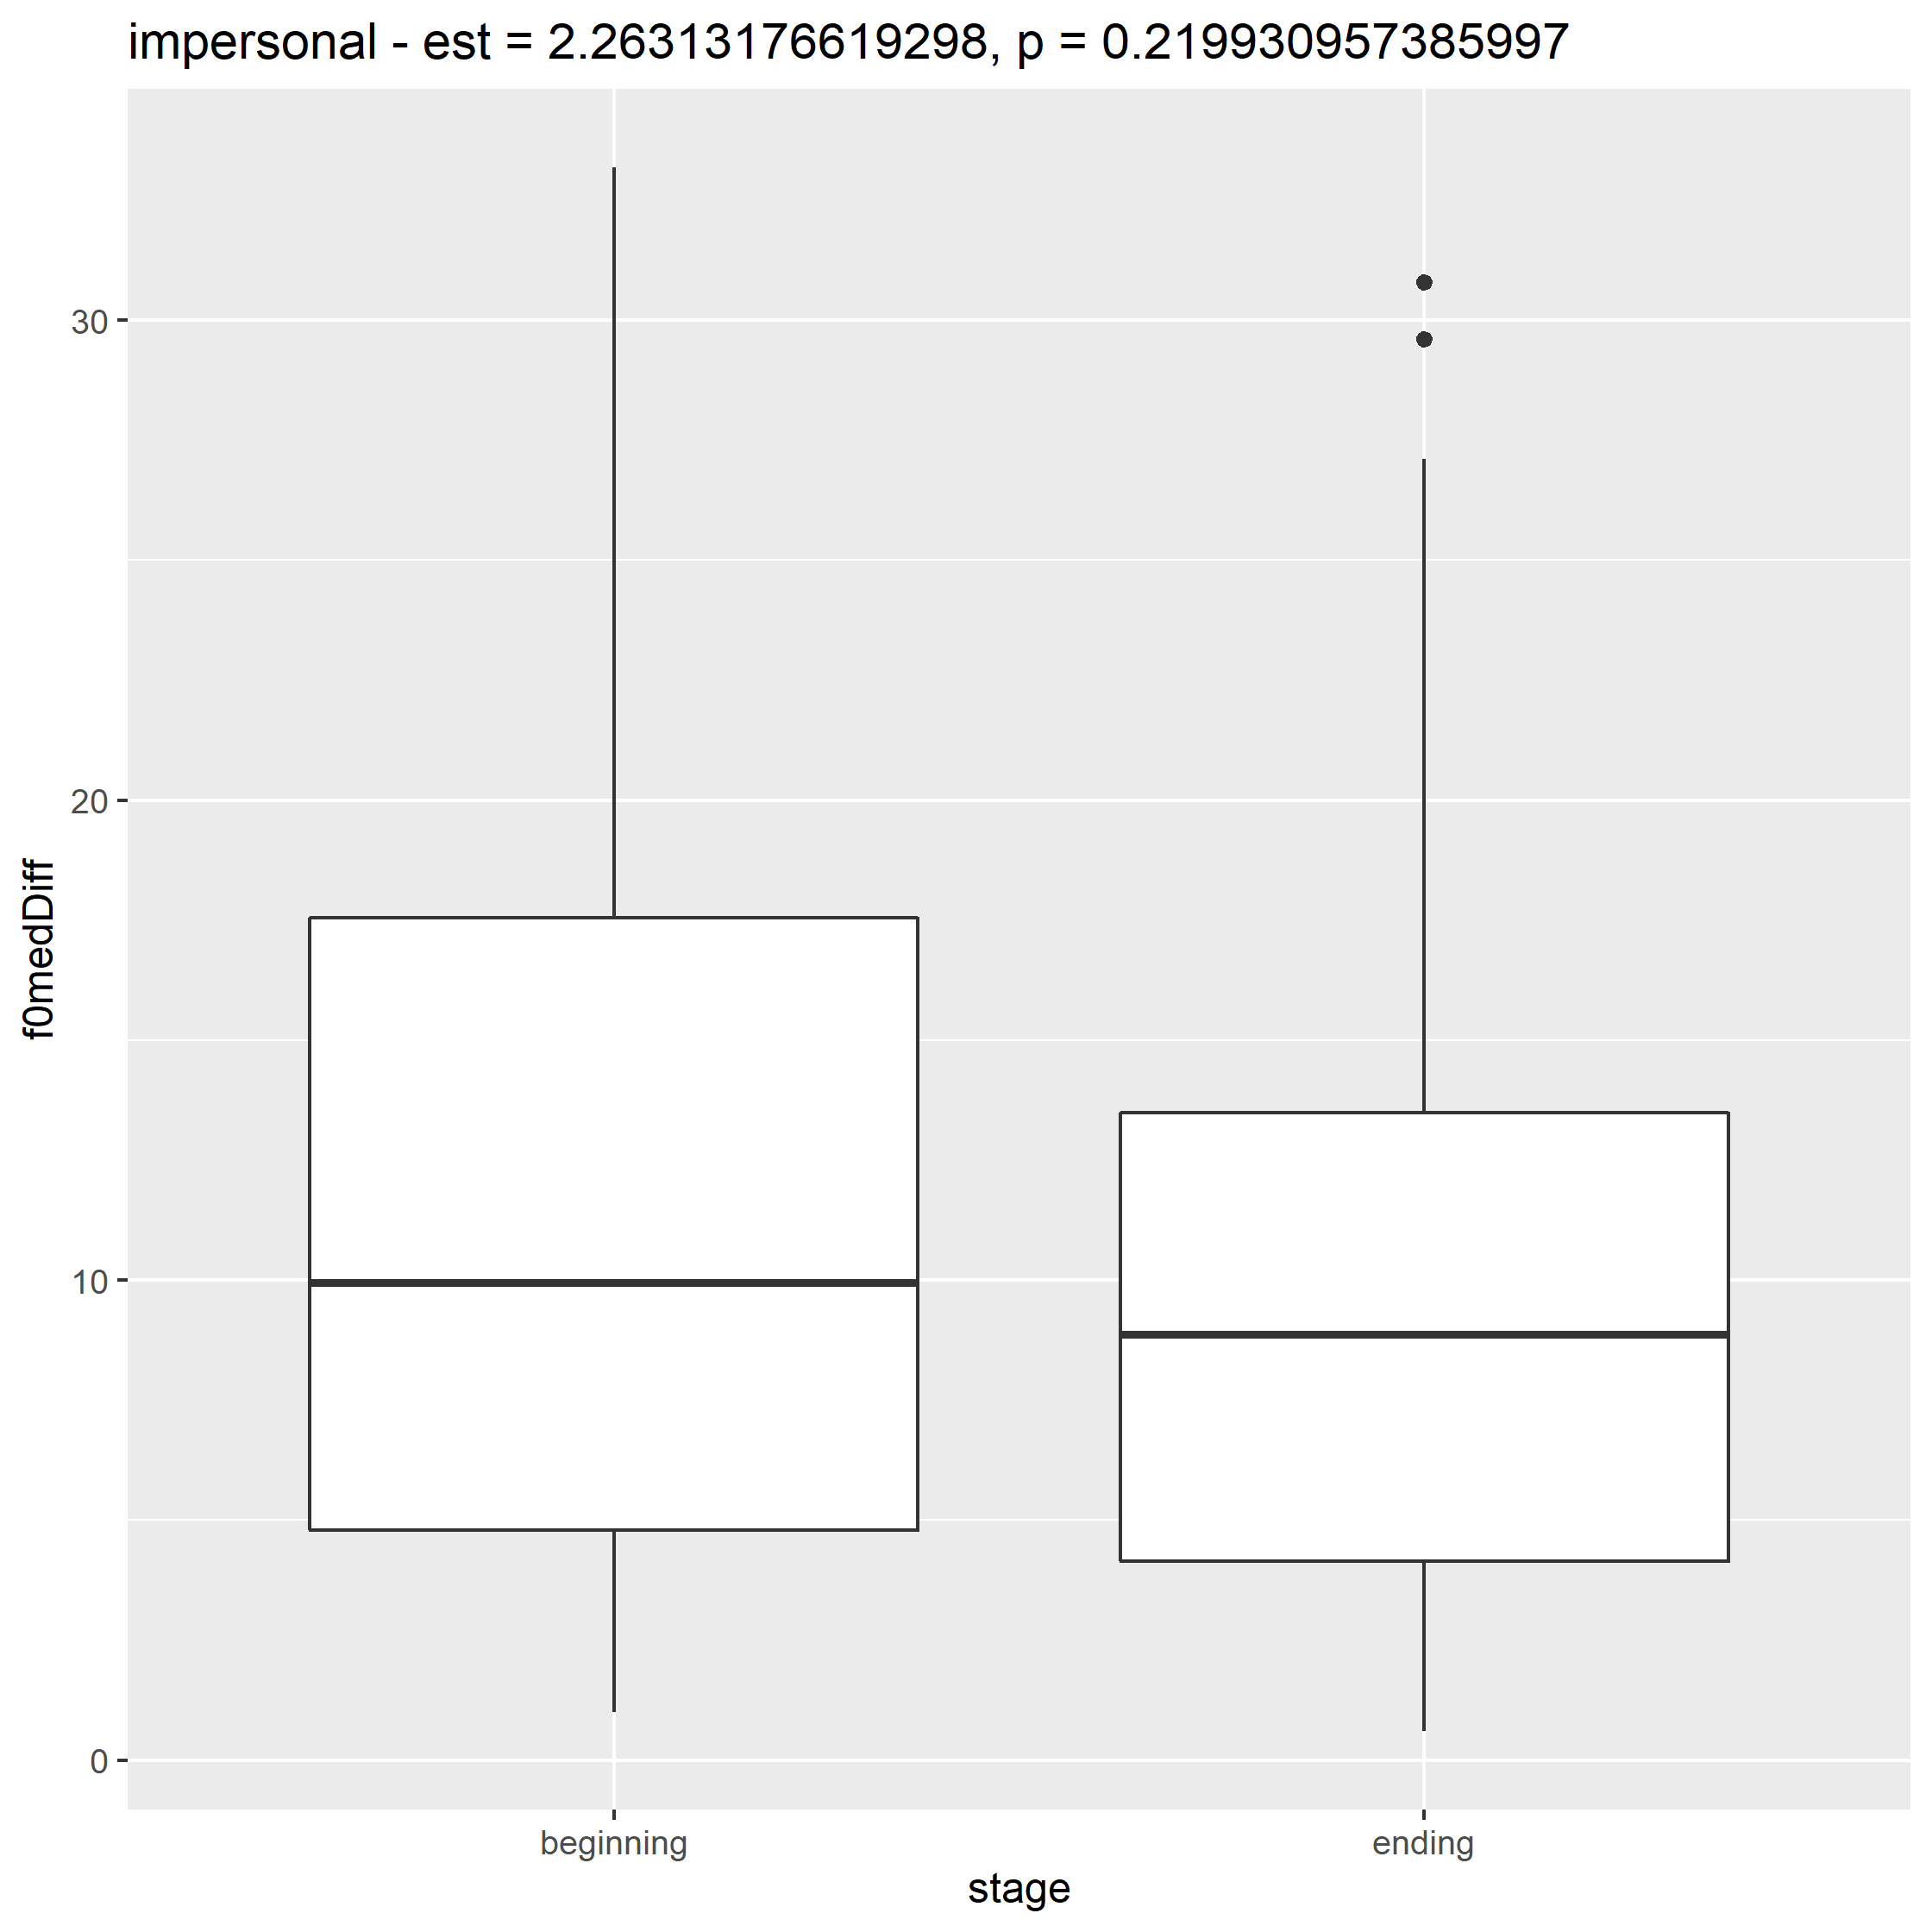 impersonal - est = 2.26313176619298, p = 0.219930957385997
f0medDiff
30
20
10
0
beginning
ending
stage